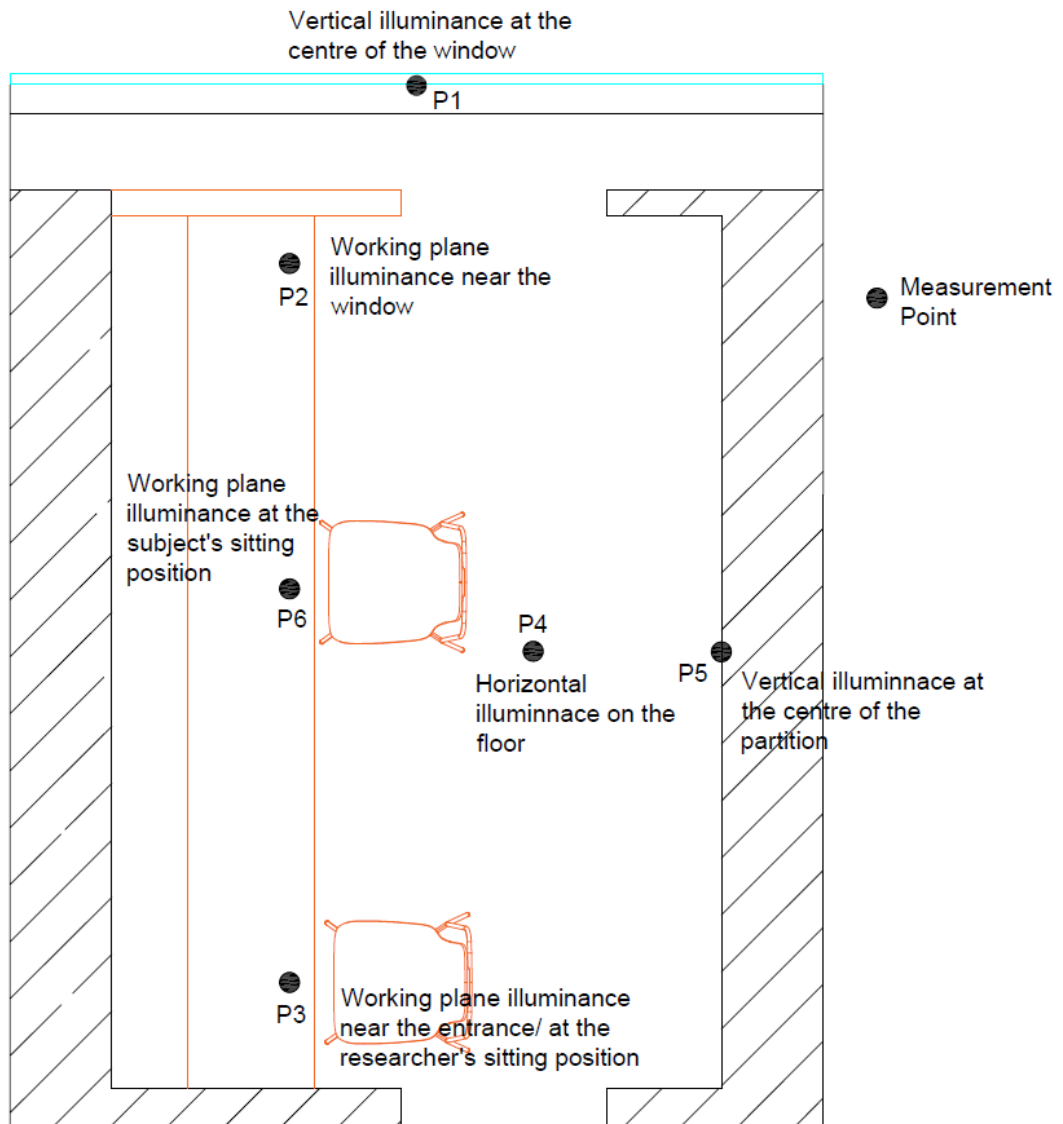 Vertical illuminance at the
centre of the window
P1
Working plane
illuminance near the
window
P2
Measurement
Point
Working plane
illuminance at the
subject's sitting
position
P6
P4
Horizontal
illuminnace on the
floor
P5
Vertical illuminnace at
the centre of the
partition
P3
Working plane illuminance
near the entrance/ at the
researcher's sitting position